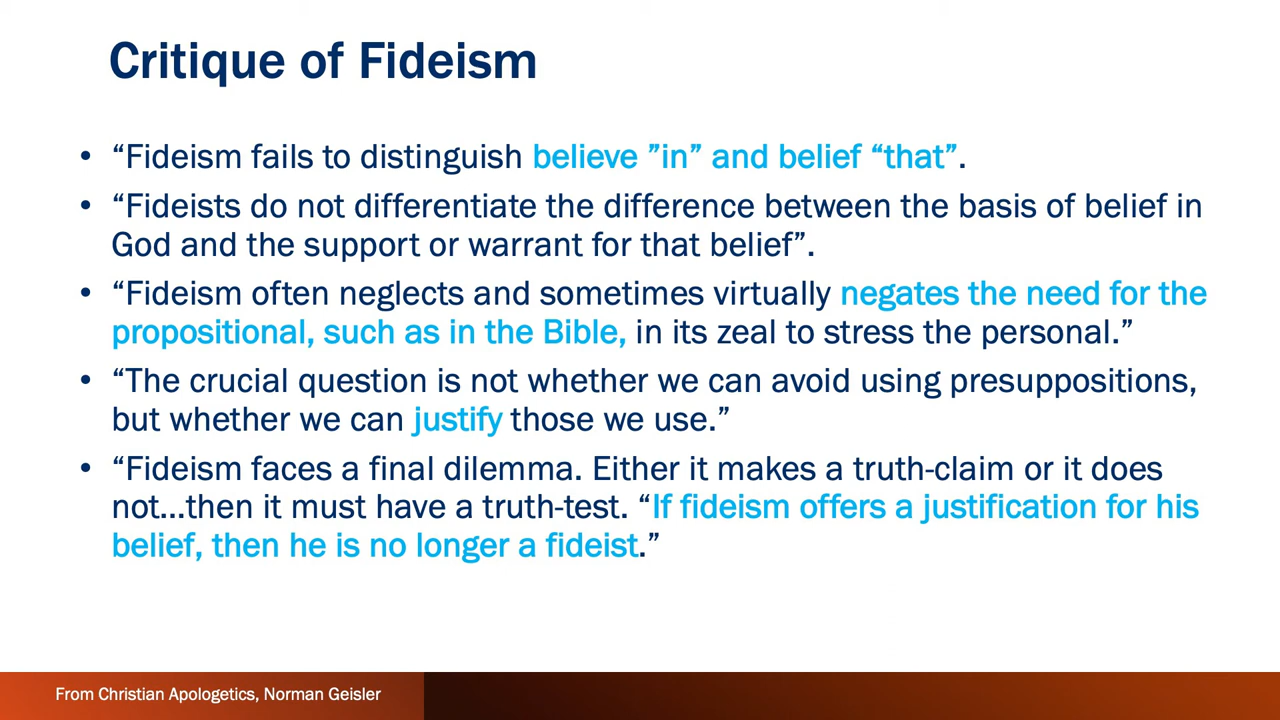 Critique of Fideism
• “Fideism fails to distinguish believe ”in” and belief “that”.
• “Fideists do not differentiate the difference between the basis of belief in
God and the support or warrant for that belief”.
• “Fideism often neglects and sometimes virtually negates the need for the
propositional, such as in the Bible, in its zeal to stress the personal.”
• “The crucial question is not whether we can avoid using presuppositions,
but whether we can justify those we use.”
• “Fideism faces a final dilemma. Either it makes a truth-claim or it does
not...then it must have a truth-test. “If fideism offers a justification for his
belief, then he is no longer a fideist.”
From Christian Apologetics, Norman Geisler